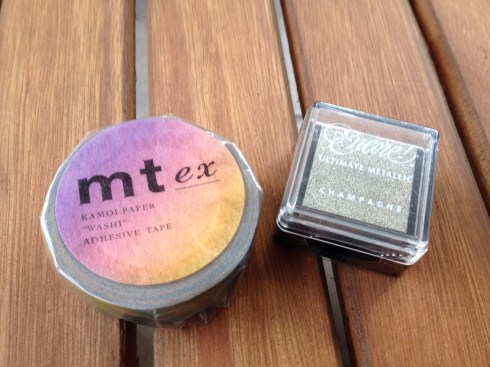 mt ex
KAMOI PAPER
"WASHI"
ADHESIVE TAPE
Encore
ULTIMATE METALLIC
CHAMPAGNE